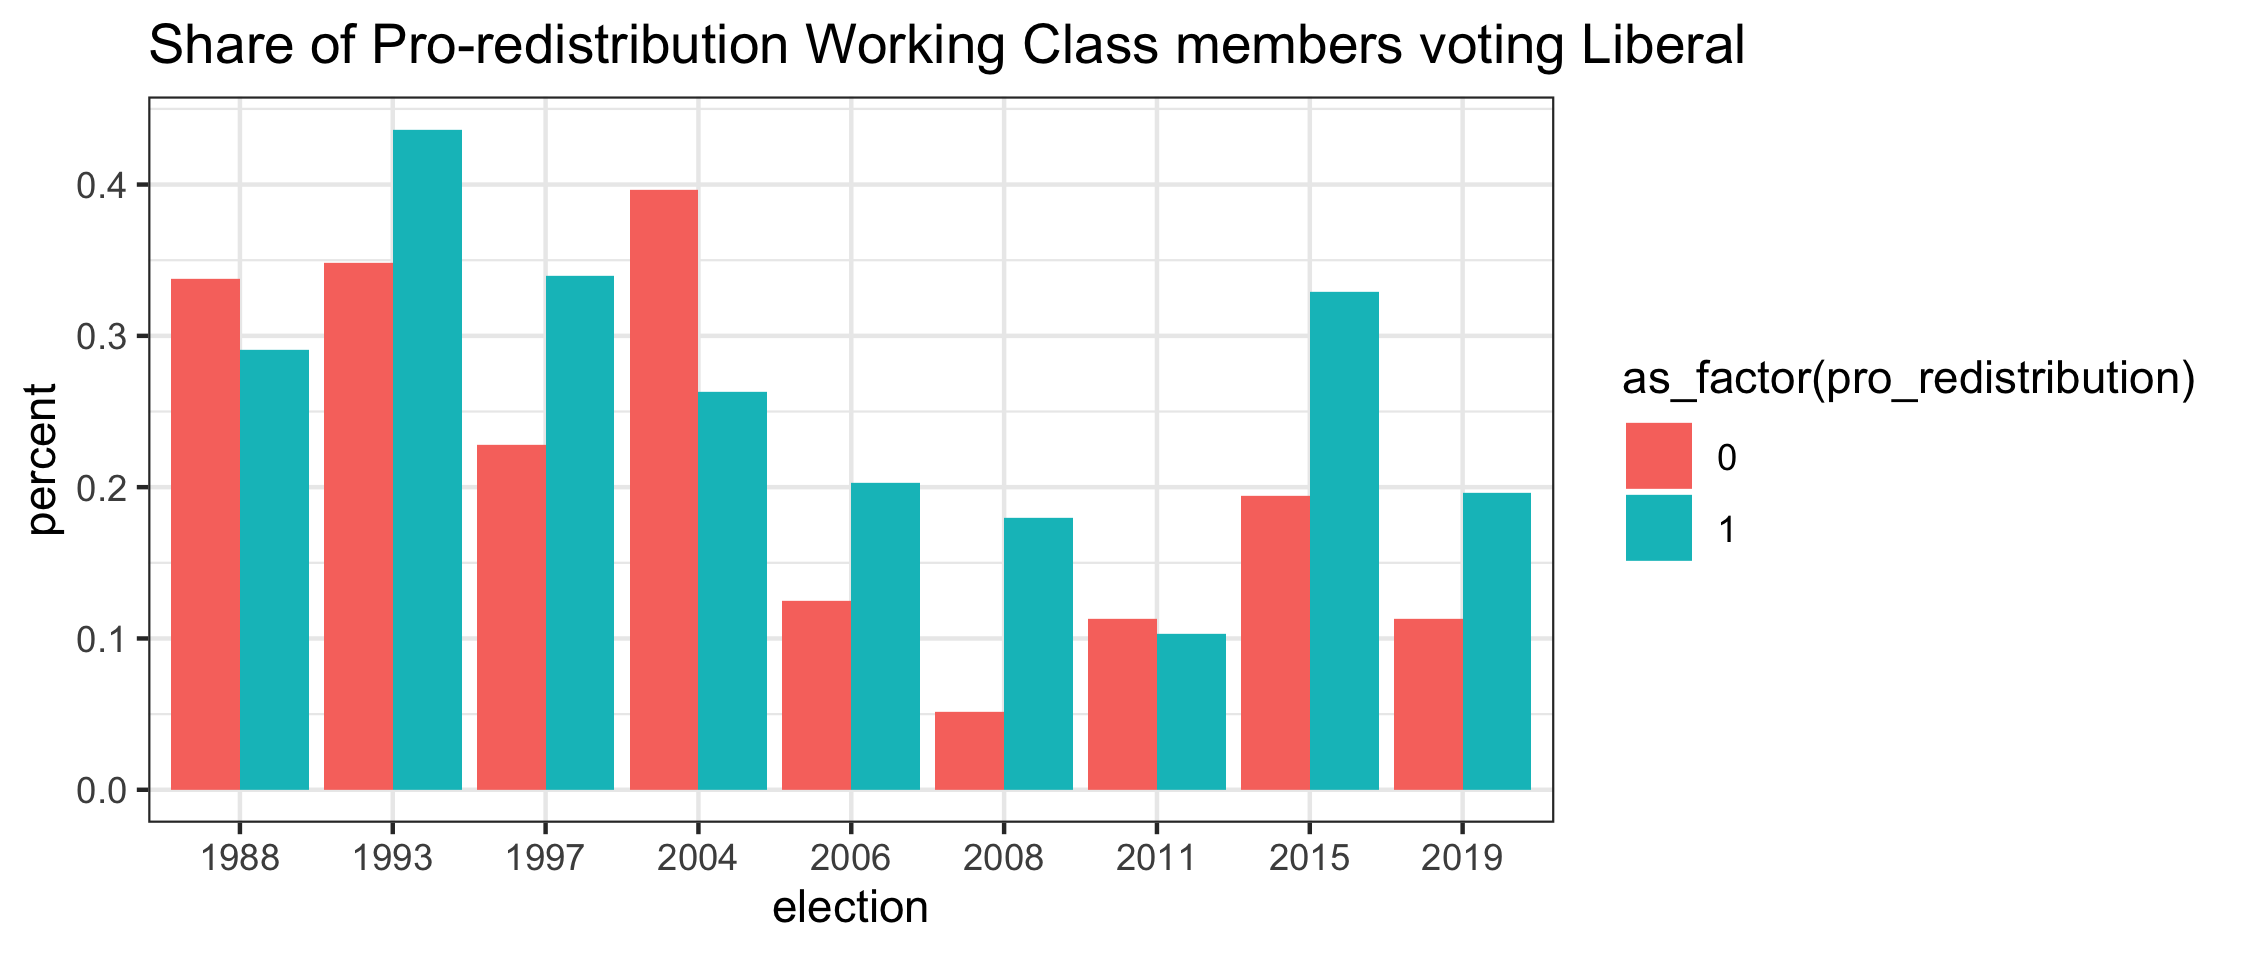 Share of Pro-redistribution Working Class members voting Liberal
percent
0.4
0.3
0.2
0.1
0.0
1988 1993 1997 2004 2006 2008 2011 2015 2019
election
as_factor(pro_redistribution)
0
1